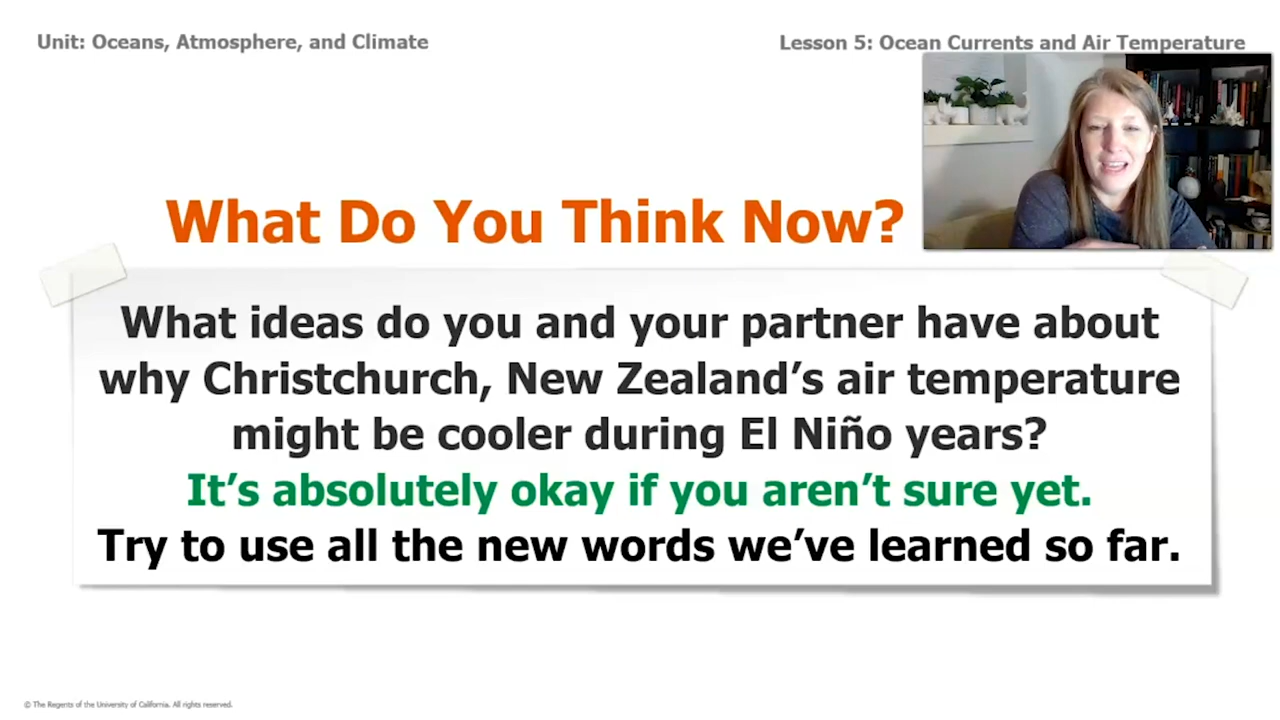 Unit: Oceans, Atmosphere, and Climate
Lesson 5: Ocean Currents and Air Temperature
What Do You Think Now?
What ideas do you and your partner have about
why Christchurch, New Zealand’s air temperature
might be cooler during El Niño years?
It’s absolutely okay if you aren’t sure yet.
Try to use all the new words we’ve learned so far.
© The Regents of the University of California. All rights reserved.